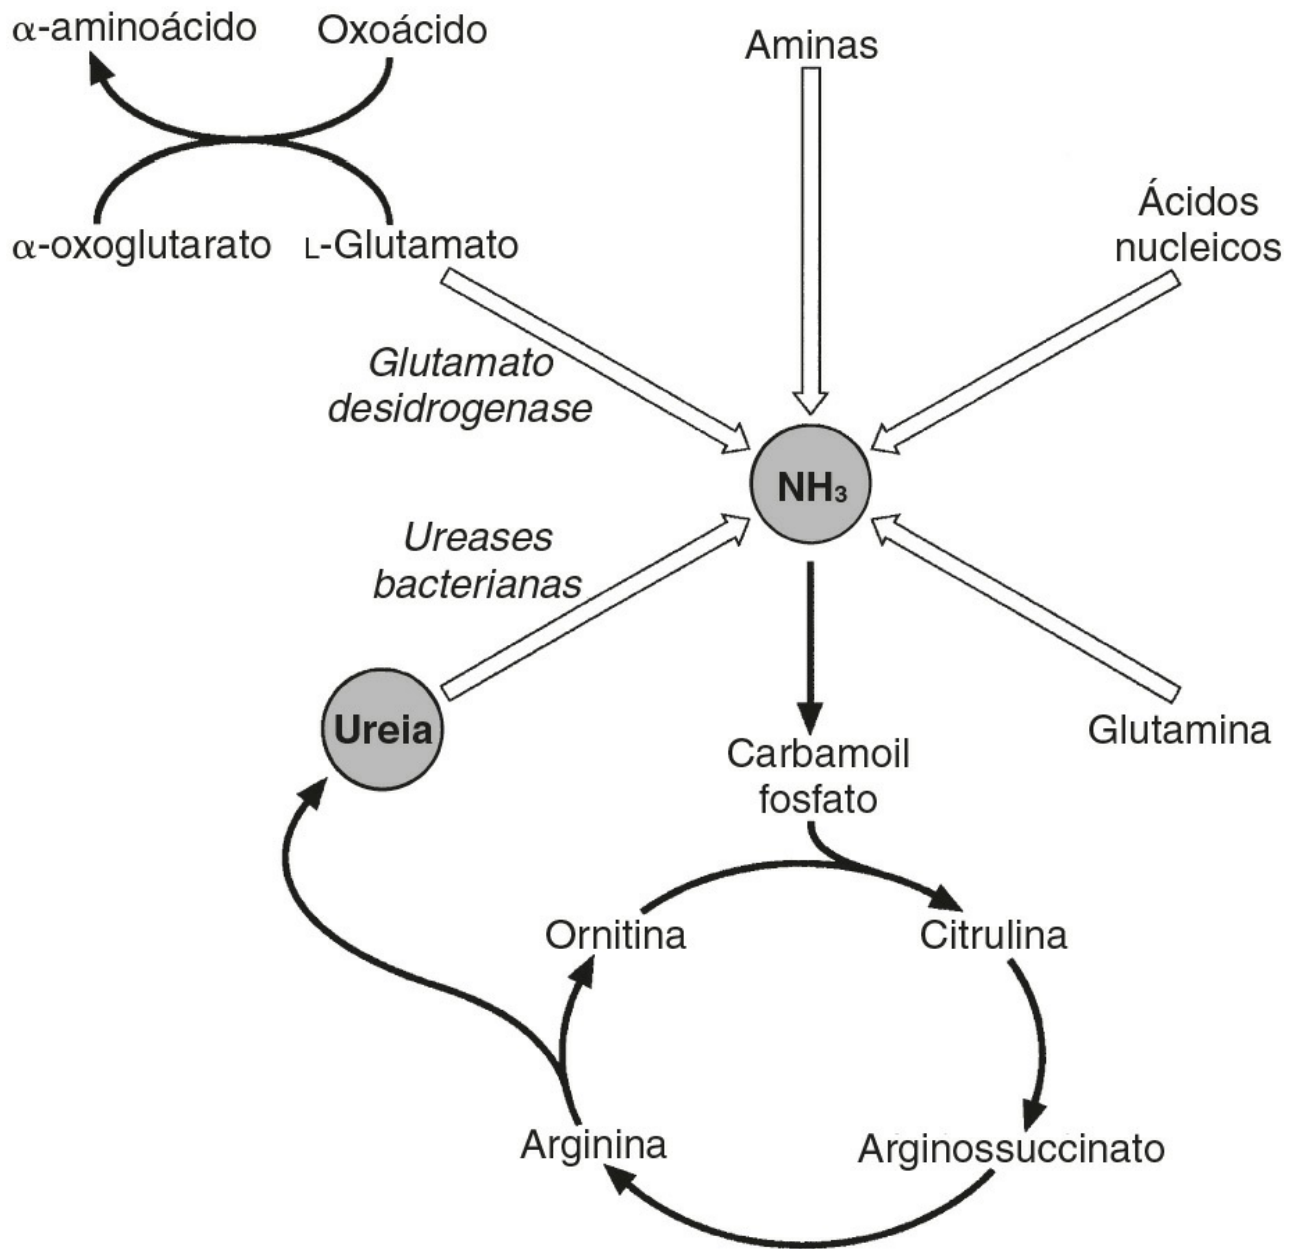 α-aminoácido
Oxoácido
Aminas
α-oxoglutarato
L-Glutamato
Ácidos
nucleicos
Glutamato
desidrogenase
NH₃
Ureases
bacterianas
Ureia
Glutamina
Carbamoil
fosfato
Ornitina
Citrulina
Arginina
Arginossuccinato